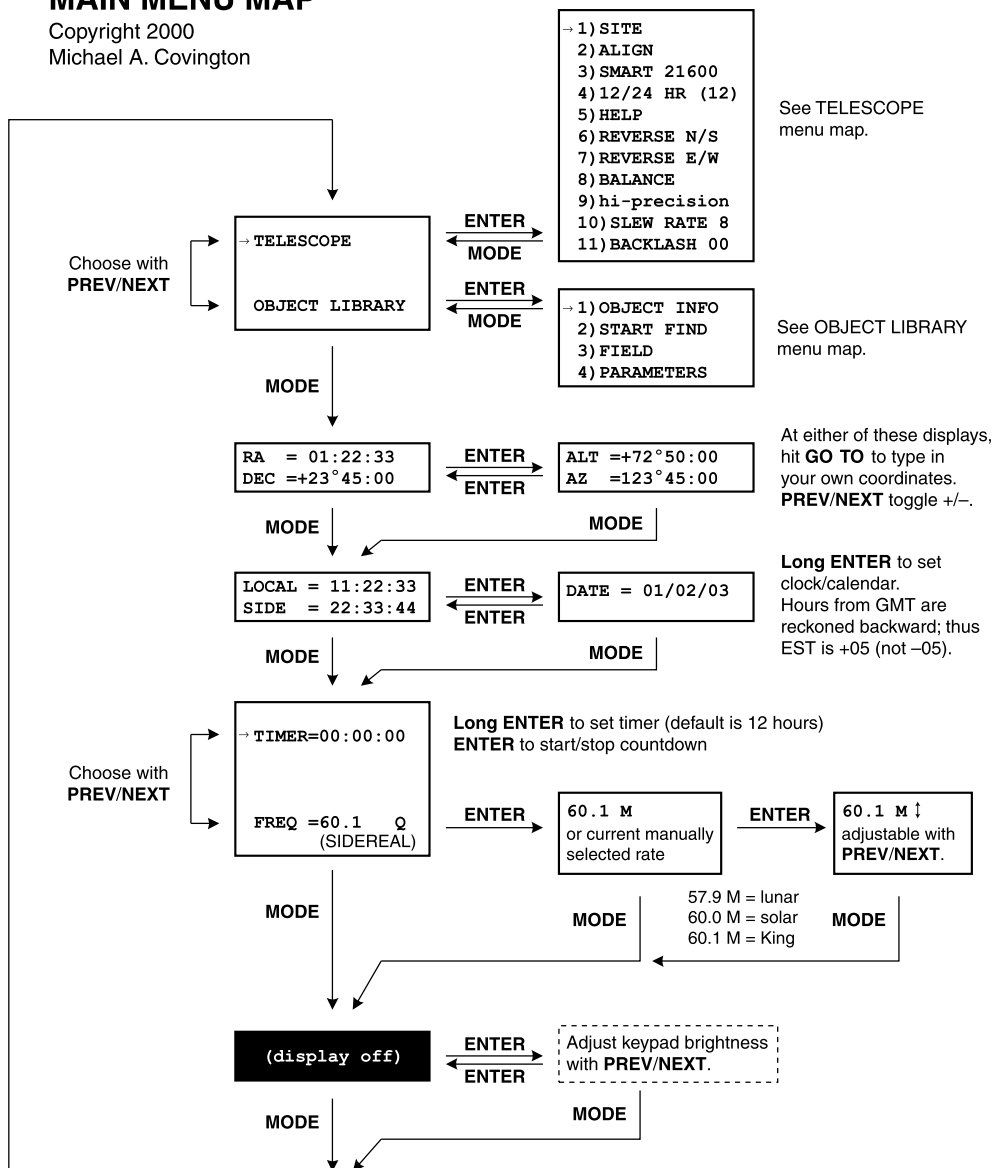 MAIN MENU MAP
Copyright 2000
Michael A. Covington
→1)SITE
2)ALIGN
3)SMART 21600
4)12/24 HR (12)
5)HELP
6)REVERSE N/S
7)REVERSE E/W
8)BALANCE
9)hi-precision
10)SLEW RATE 8
11)BACKLASH 00
See TELESCOPE
menu map.
Choose with
PREV/NEXT
→TELESCOPE
OBJECT LIBRARY
ENTER
MODE
ENTER
MODE
→1)OBJECT INFO
2)START FIND
3)FIELD
4)PARAMETERS
See OBJECT LIBRARY
menu map.
MODE
RA = 01:22:33
DEC =+23°45:00
ENTER
ENTER
ALT =+72°50:00
AZ =123°45:00
At either of these displays,
hit GO TO to type in
your own coordinates.
PREV/NEXT toggle +/–.
MODE
MODE
LOCAL = 11:22:33
SIDE = 22:33:44
ENTER
ENTER
DATE = 01/02/03
Long ENTER to set
clock/calendar.
Hours from GMT are
reckoned backward; thus
EST is +05 (not –05).
MODE
MODE
Choose with
PREV/NEXT
→TIMER=00:00:00
FREQ =60.1 Q
(SIDEREAL)
Long ENTER to set timer (default is 12 hours)
ENTER to start/stop countdown
ENTER
60.1 M
or current manually
selected rate
ENTER
60.1 M ↕
adjustable with
PREV/NEXT.
MODE
MODE
57.9 M = lunar
60.0 M = solar
60.1 M = King
MODE
(display off)
ENTER
ENTER
Adjust keypad brightness
with PREV/NEXT.
MODE
MODE